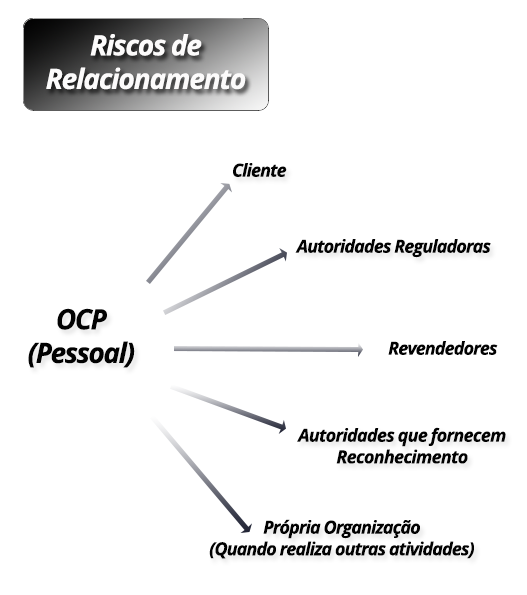 Riscos de
Relacionamento
Cliente
Autoridades Reguladoras
OCP
(Pessoal)
Revendedores
Autoridades que fornecem
Reconhecimento
Própria Organização
(Quando realiza outras atividades)